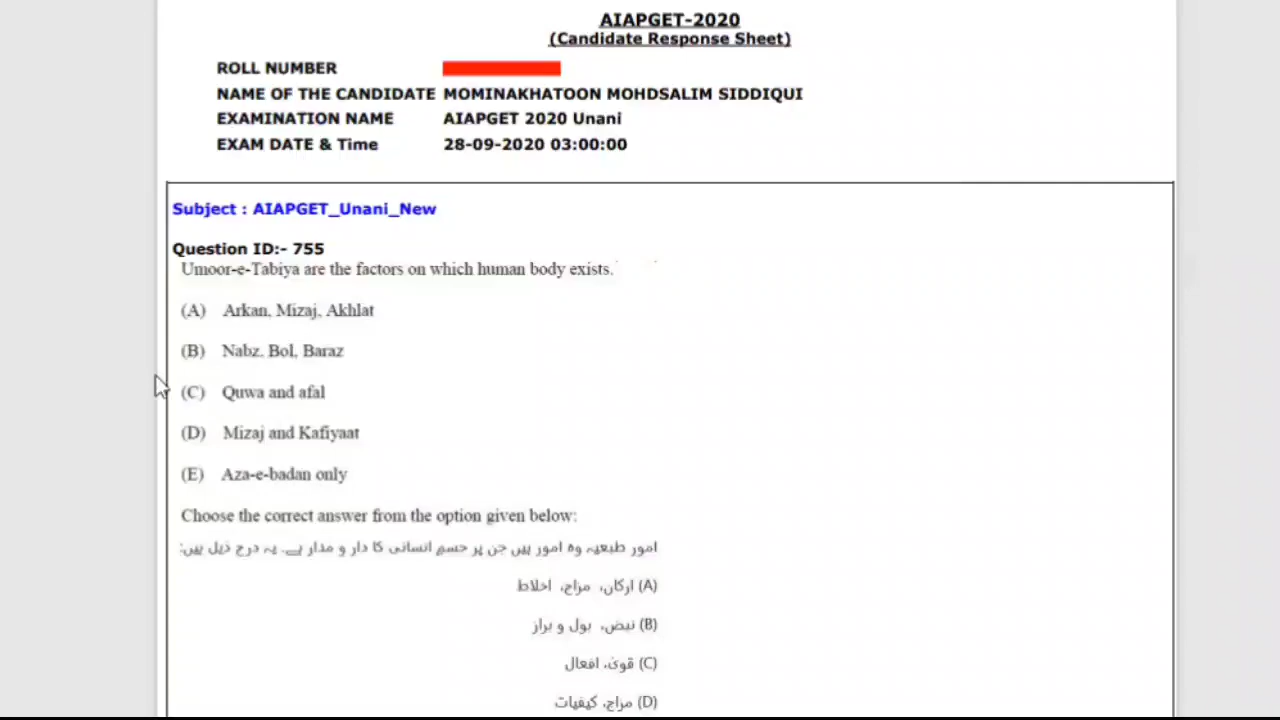 AIAPGET-2020
(Candidate Response Sheet)
ROLL NUMBER
NAME OF THE CANDIDATE MOMINAKHATOON MOHDSALIM SIDDIQUI
EXAMINATION NAME AIAPGET 2020 Unani
EXAM DATE & Time 28-09-2020 03:00:00
Subject : AIAPGET_Unani_New
Question ID:- 755
Umoor-e-Tabiya are the factors on which human body exists.
(A) Arkan, Mizaj, Akhlat
(B) Nabz, Bol, Baraz
(C) Quwa and afal
(D) Mizaj and Kafiyaat
(E) Aza-e-badan only
Choose the correct answer from the option given below:
امور طبعیہ وہ امور ہیں جن پر جسم انسانی کا دار و مدار ہے۔ یہ درج ذیل ہیں:
(A) ارکان، مزاج، اخلاط
(B) نبض، بول و براز
(C) قویٰ، افعال
(D) مزاج، کیفیات